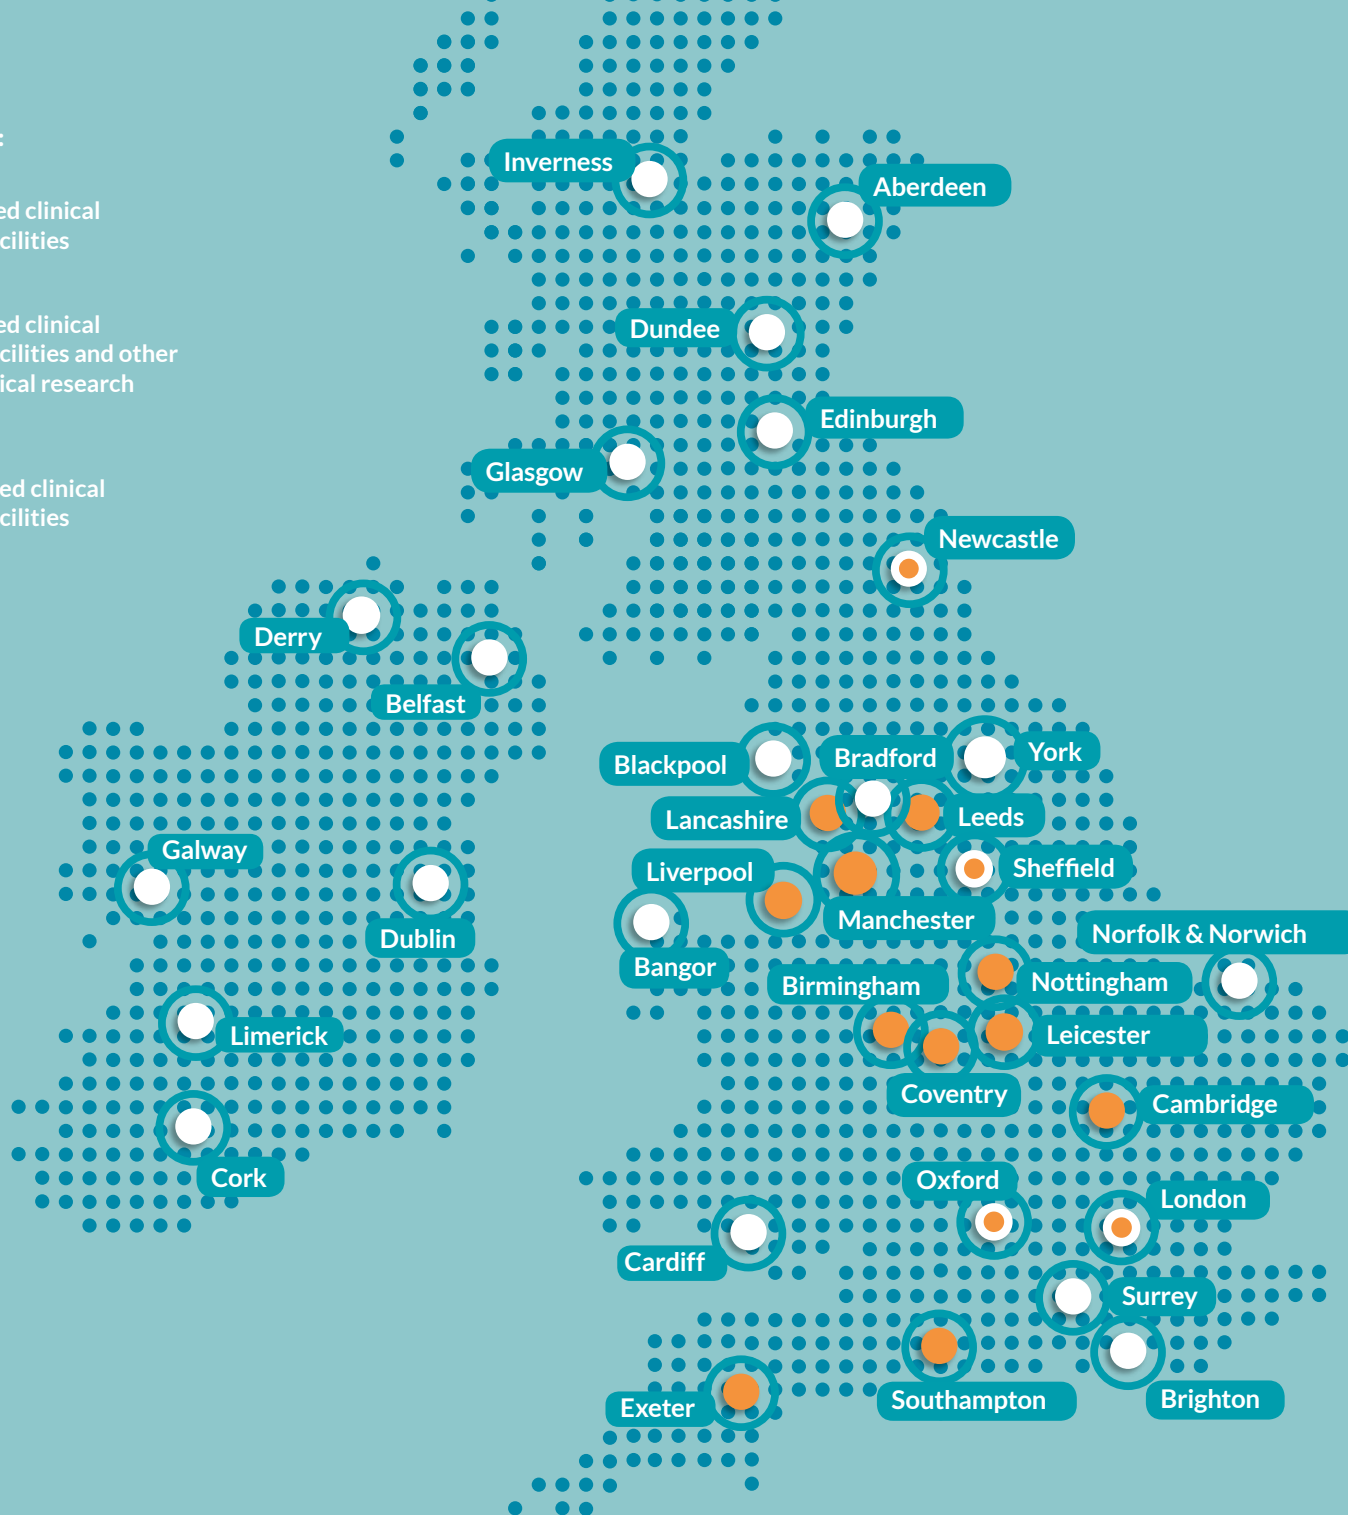 :
ed clinical
cilities
ed clinical
cilities and other
ical research
ed clinical
cilities
Inverness
Aberdeen
Dundee
Edinburgh
Glasgow
Newcastle
Derry
Belfast
Blackpool
Bradford
York
Lancashire
Leeds
Liverpool
Sheffield
Galway
Manchester
Dublin
Norfolk & Norwich
Bangor
Birmingham
Nottingham
Limerick
Leicester
Coventry
Cambridge
Cork
Oxford
London
Cardiff
Surrey
Southampton
Brighton
Exeter